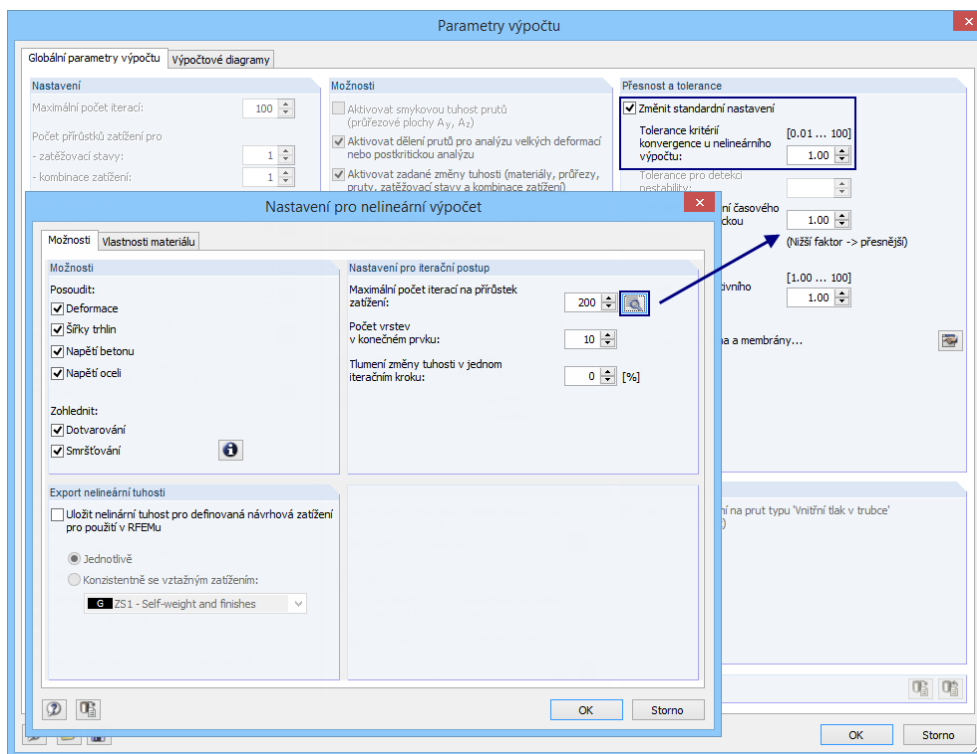 Parametry výpočtu
Globální parametry výpočtu
Výpočtové diagramy
Nastavení
Maximální počet iterací:
100
Počet přírůstků zatížení pro
- zatěžovací stavy:
1
- kombinace zatížení:
1
Možnosti
Aktivovat smykovou tuhost prutů
(průřezové plochy Ay, Az)
Aktivovat dělení prutů pro analýzu velkých deformací
nebo postkritickou analýzu
Aktivovat zadané změny tuhosti (materiály, průřezy,
pruty, zatěžovací stavy a kombinace zatížení)
Přesnost a tolerance
Změnit standardní nastavení
Tolerance kritérií
konvergence u nelineárního
výpočtu:
[0.01 ... 100]
1.00
Tolerance pro detekci
nestability:
ní časového
ckou
1.00
(Nižší faktor -> přesnější)
[1.00 ... 100]
ivního
1.00
na a membrány...
ní na prut typu 'Vnitřní tlak v trubce'
OK
Storno
Nastavení pro nelineární výpočet
Možnosti
Vlastnosti materiálu
Možnosti
Posoudit:
Deformace
Šířky trhlin
Napětí betonu
Napětí oceli
Zohlednit:
Dotvarování
Smršťování
Nastavení pro iterační postup
Maximální počet iterací na přírůstek
zatížení:
200
Počet vrstev
v konečném prvku:
10
Tlumení změny tuhosti v jednom
iteračním kroku:
0 [%]
Export nelineární tuhosti
Uložit nelinární tuhost pro definovaná návrhová zatížení
pro použití v RFEMu
Jednotlivě
Konzistentně se vztažným zatížením:
G ZS1 - Self-weight and finishes
OK
Storno